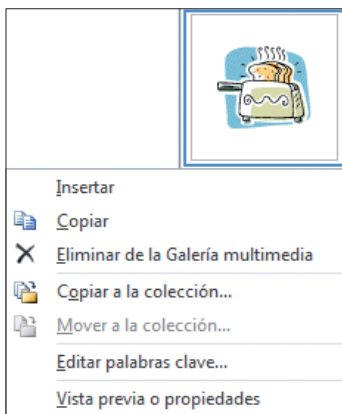 Insertar
Copiar
Eliminar de la Galería multimedia
Copiar a la colección...
Mover a la colección...
Editar palabras clave...
Vista previa o propiedades